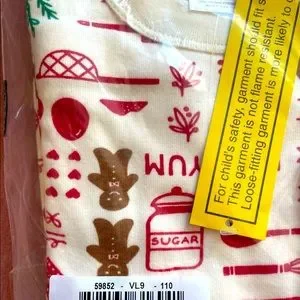 For child's safety, garment should fit s
This garment is not flame resistant.
Loose-fitting garment is more likely to c
YUM
SUGAR
59852 - VL9 - 110